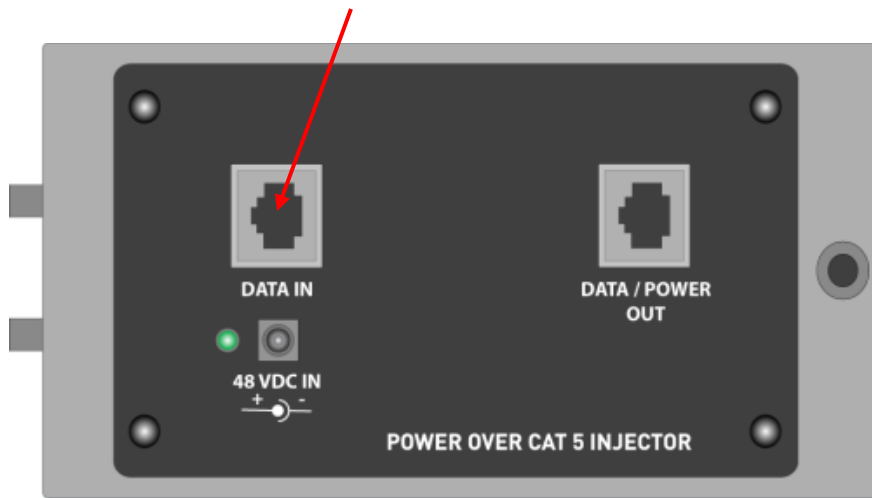 DATA IN
DATA / POWER
OUT
48 VDC IN
+ -
POWER OVER CAT 5 INJECTOR